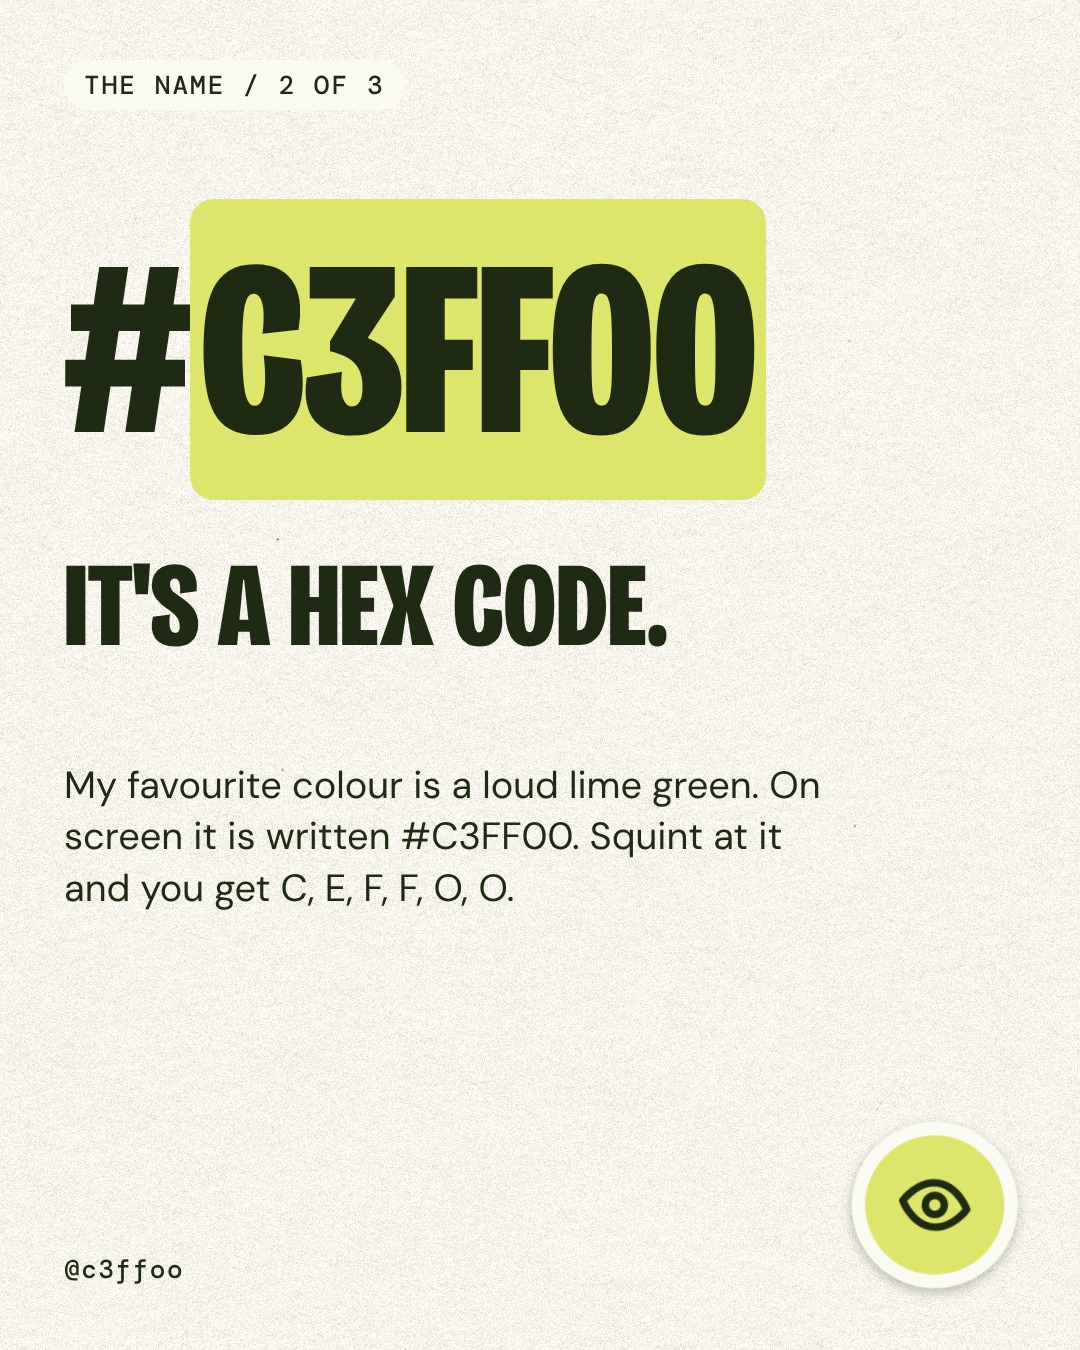 THE NAME / 2 OF 3
#C3FF00
IT'S A HEX CODE.
My favourite colour is a loud lime green. On
screen it is written #C3FF00. Squint at it
and you get C, E, F, F, O, O.
@c3ffoo